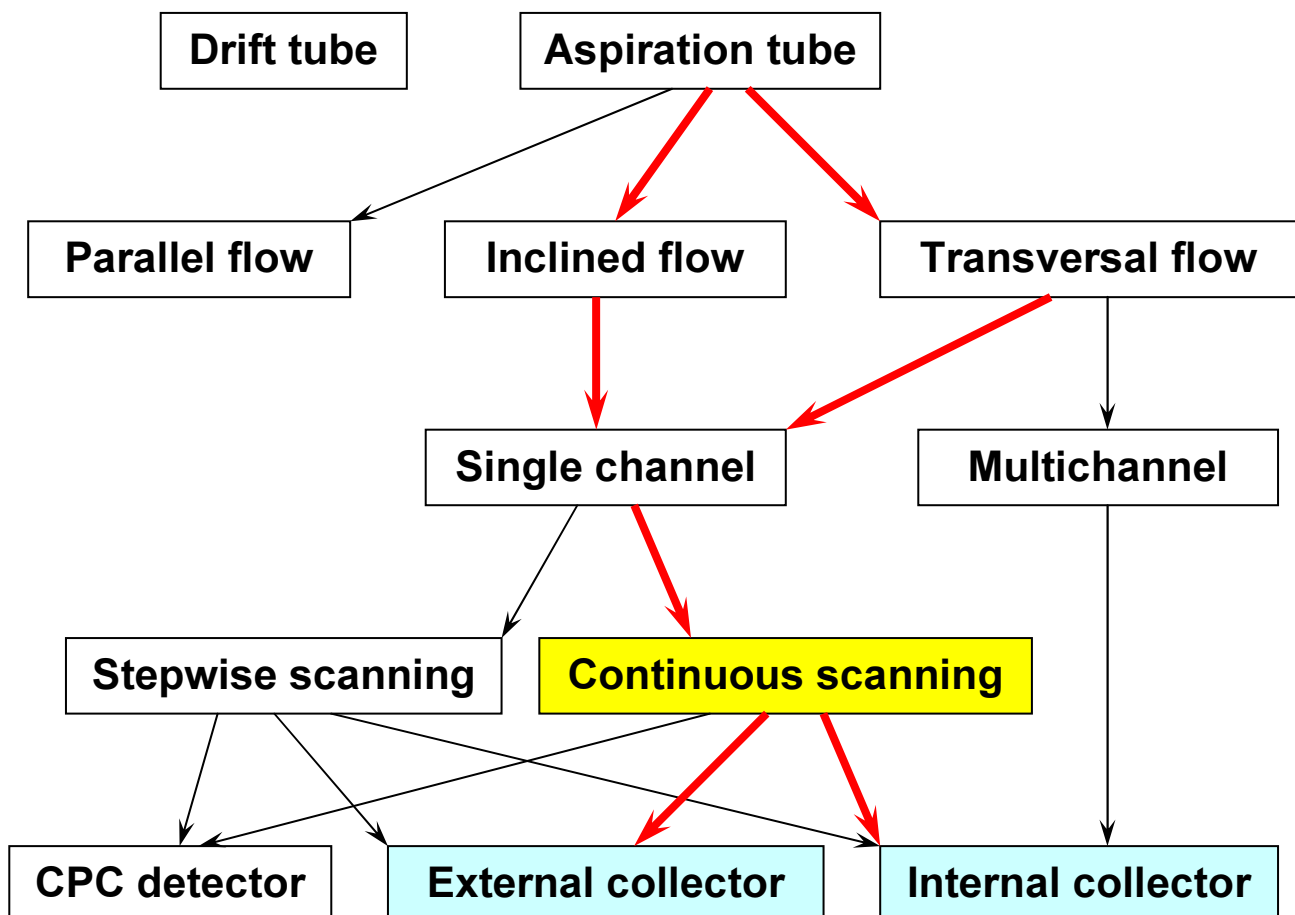 Drift tube
Aspiration tube
Parallel flow
Inclined flow
Transversal flow
Single channel
Multichannel
Stepwise scanning
Continuous scanning
CPC detector
External collector
Internal collector